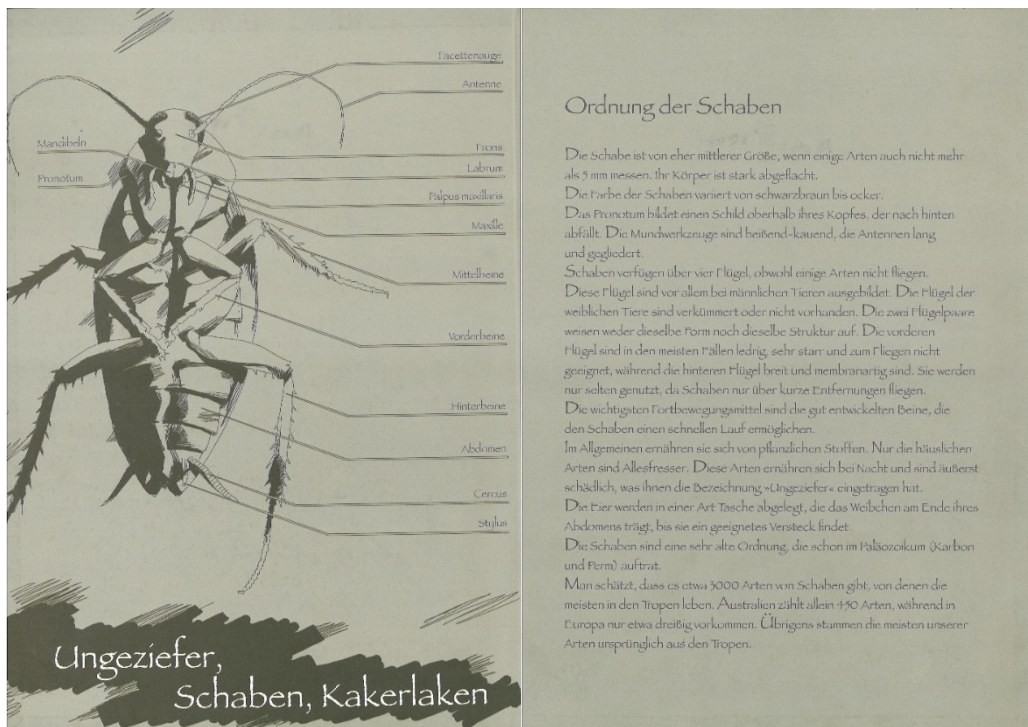 Facettenauge
Antenne
Mandibeln
Frons
Labrum
Pronotum
Palpus maxillaris
Maxille
Mittelbeine
Vorderbeine
Hinterbeine
Abdomen
Cercus
Stylus
Ungeziefer,
Schaben, Kakerlaken
Ordnung der Schaben
Die Schabe ist von eher mittlerer Größe, wenn einige Arten auch nicht mehr
als 5 mm messen. Ihr Körper ist stark abgeflacht.
Die Farbe der Schaben variiert von schwarzbraun bis ocker.
Das Pronotum bildet einen Schild oberhalb ihres Kopfes, der nach hinten
abfällt. Die Mundwerkzeuge sind beißend-kauend, die Antennen lang
und gegliedert.
Schaben verfügen über vier Flügel, obwohl einige Arten nicht fliegen.
Diese Flügel sind vor allem bei männlichen Tieren ausgebildet. Die Flügel der
weiblichen Tiere sind verkümmert oder nicht vorhanden. Die zwei Flügelpaare
weinen weder dieselbe Form noch dieselbe Struktur auf. Die vorderen
Flügel sind in den meisten Fällen ledrig, sehr starr und zum Fliegen nicht
geeignet, während die hinteren Flügel breit und membranartig sind. Sie werden
nur selten genutzt, da Schaben nur über kurze Entfernungen fliegen.
Die wichtigsten Fortbewegungsmittel sind die gut entwickelten Beine, die
den Schaben einen schnellen Lauf ermöglichen.
Im Allgemeinen ernähren sie sich von pflanzlichen Stoffen. Nur die häuslichen
Arten sind Allesfresser. Diese Arten ernähren sich bei Nacht und sind äußerst
schädlich, was ihnen die Bezeichnung »Ungeziefer« eingetragen hat.
Die Eier werden in einer Art Tasche abgelegt, die das Weibchen am Ende ihres
Abdomens trägt, bis sie ein geeignetes Versteck findet.
Die Schaben sind eine sehr alte Ordnung, die schon im Paläozoikum (Karbon
und Perm) auftrat.
Man schätzt, dass es etwa 3000 Arten von Schaben gibt, von denen die
meisten in den Tropen leben. Australien zählt allein 450 Arten, während in
Europa nur etwa dreißig vorkommen. Übrigens stammen die meisten unserer
Arten ursprünglich aus den Tropen.